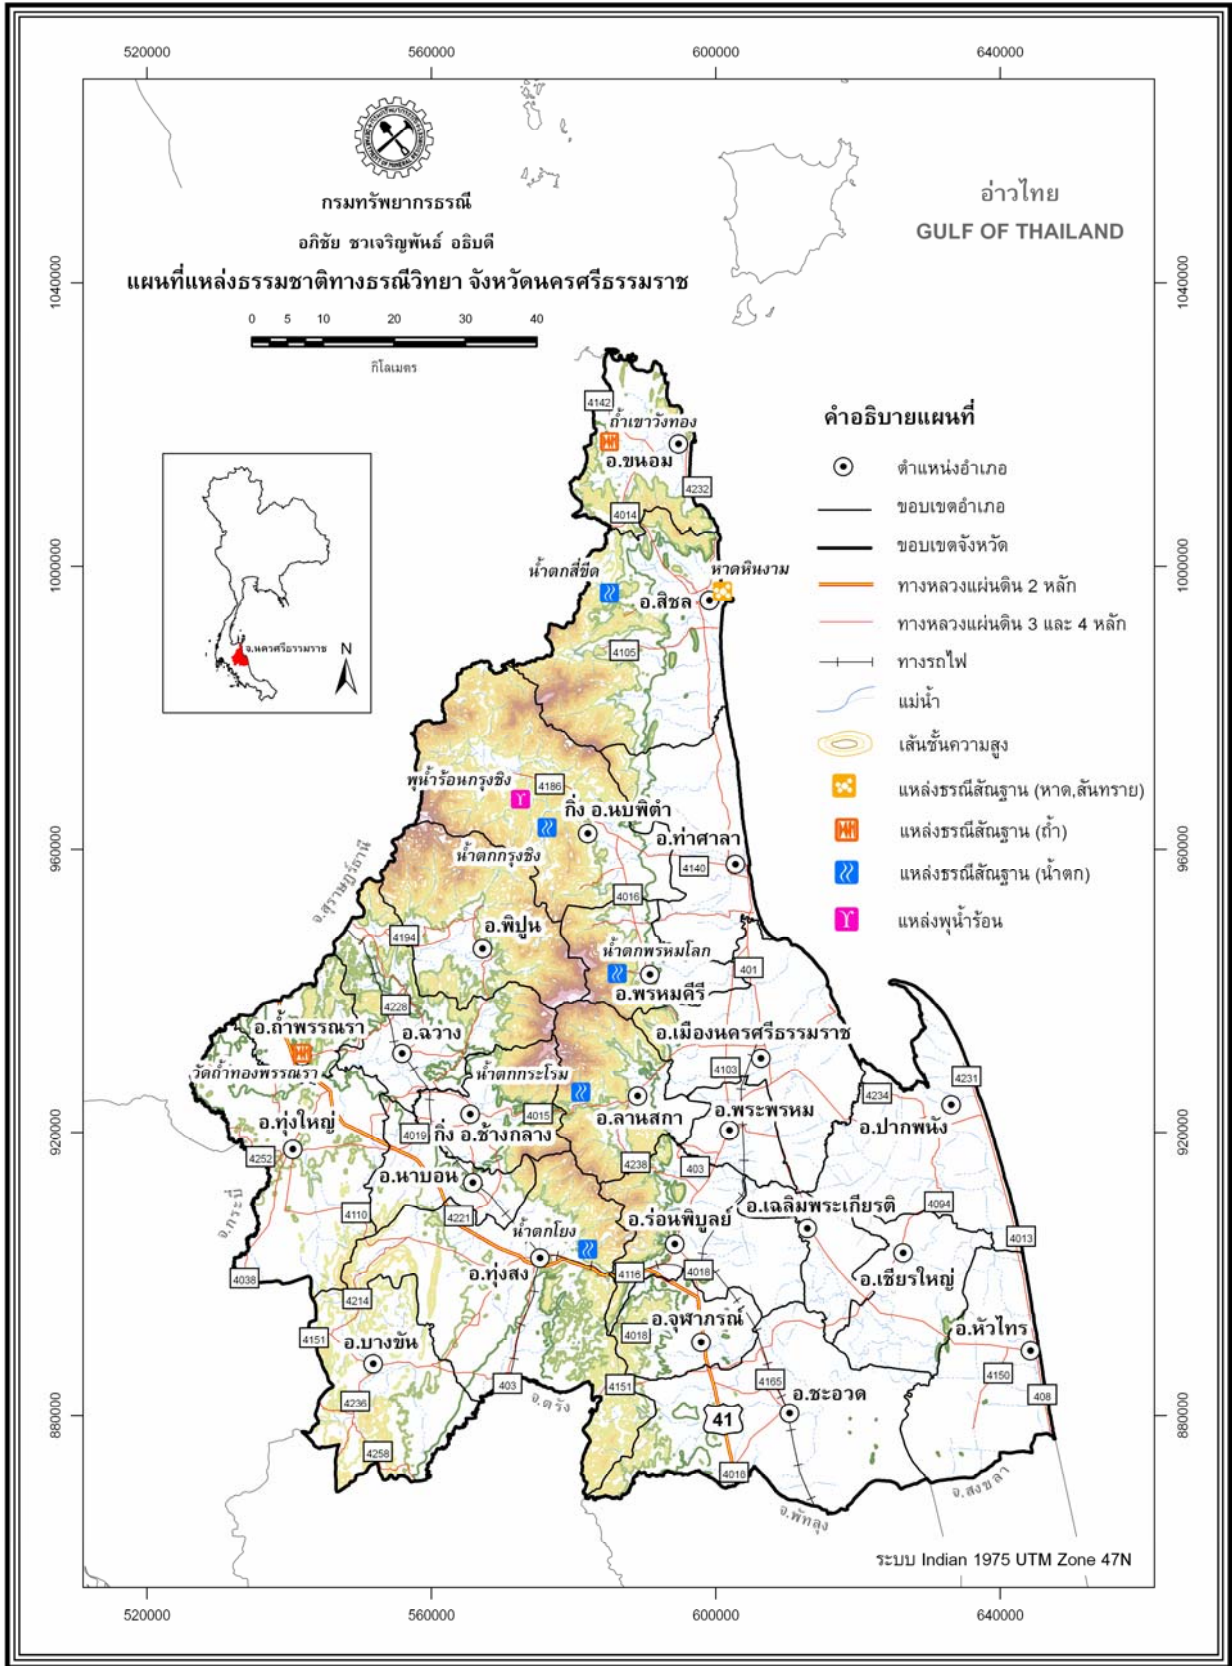 520000
560000
600000
640000
กรมทรัพยากรธรณี
อภิชัย ชวเจริญพันธ์ อธิบดี
แผนที่แหล่งธรรมชาติทางธรณีวิทยา จังหวัดนครศรีธรรมราช
0 5 10 20 30 40
กิโลเมตร
อ่าวไทย
GULF OF THAILAND
1040000
1040000
คำอธิบายแผนที่
ตำแหน่งอำเภอ
ขอบเขตอำเภอ
ขอบเขตจังหวัด
ทางหลวงแผ่นดิน 2 หลัก
ทางหลวงแผ่นดิน 3 และ 4 หลัก
ทางรถไฟ
แม่น้ำ
เส้นชั้นความสูง
แหล่งธรณีสัณฐาน (หาด,สันทราย)
แหล่งธรณีสัณฐาน (ถ้ำ)
แหล่งธรณีสัณฐาน (น้ำตก)
แหล่งพุน้ำร้อน
จ.นครศรีธรรมราช
N
4142
ถ้ำเขาวังทอง
อ.ขนอม
4232
4014
1000000
1000000
น้ำตกสี่ขีด
หาดหินงาม
อ.สิชล
4105
พุน้ำร้อนกรุงชิง
4186
กิ่ง อ.นบพิตำ
น้ำตกกรุงชิง
อ.ท่าศาลา
4140
960000
960000
จ.สุราษฎร์ธานี
4016
อ.พิปูน
4194
น้ำตกพรหมโลก
401
อ.พรหมคีรี
4228
อ.ถ้ำพรรณรา
อ.ฉวาง
อ.เมืองนครศรีธรรมราช
วัดถ้ำทองพรรณรา
น้ำตกกะโรม
4103
4231
4234
อ.ทุ่งใหญ่
4019
กิ่ง อ.ช้างกลาง
4015
อ.ลานสกา
อ.พระพรหม
อ.ปากพนัง
920000
920000
4252
4238
403
อ.นาบอน
จ.กระบี่
4110
4221
น้ำตกโยง
อ.ร่อนพิบูลย์
อ.เฉลิมพระเกียรติ
4094
4013
4038
อ.ทุ่งสง
4116
4018
อ.เชียรใหญ่
4214
4151
อ.บางขัน
4018
อ.จุฬาภรณ์
อ.หัวไทร
403
4151
4165
4150
408
4236
จ.ตรัง
41
อ.ชะอวด
880000
880000
4258
4016
จ.พัทลุง
จ.สงขลา
ระบบ Indian 1975 UTM Zone 47N
520000
560000
600000
640000